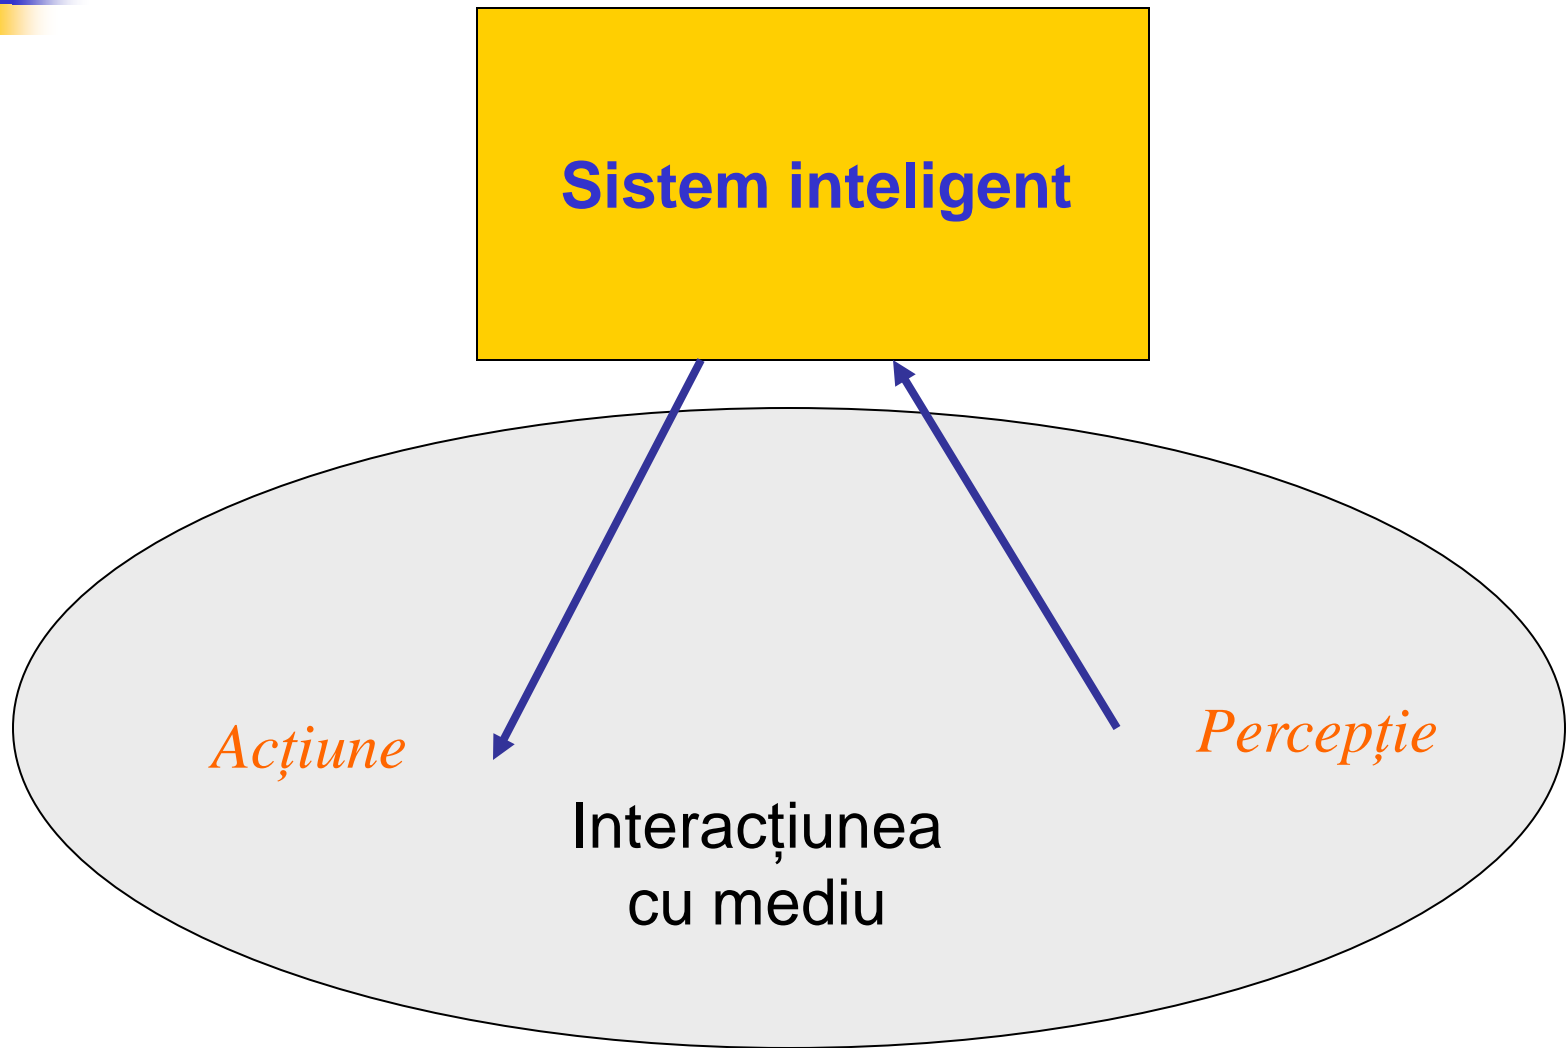 Sistem inteligent
Acțiune
Percepție
Interacțiunea
cu mediu